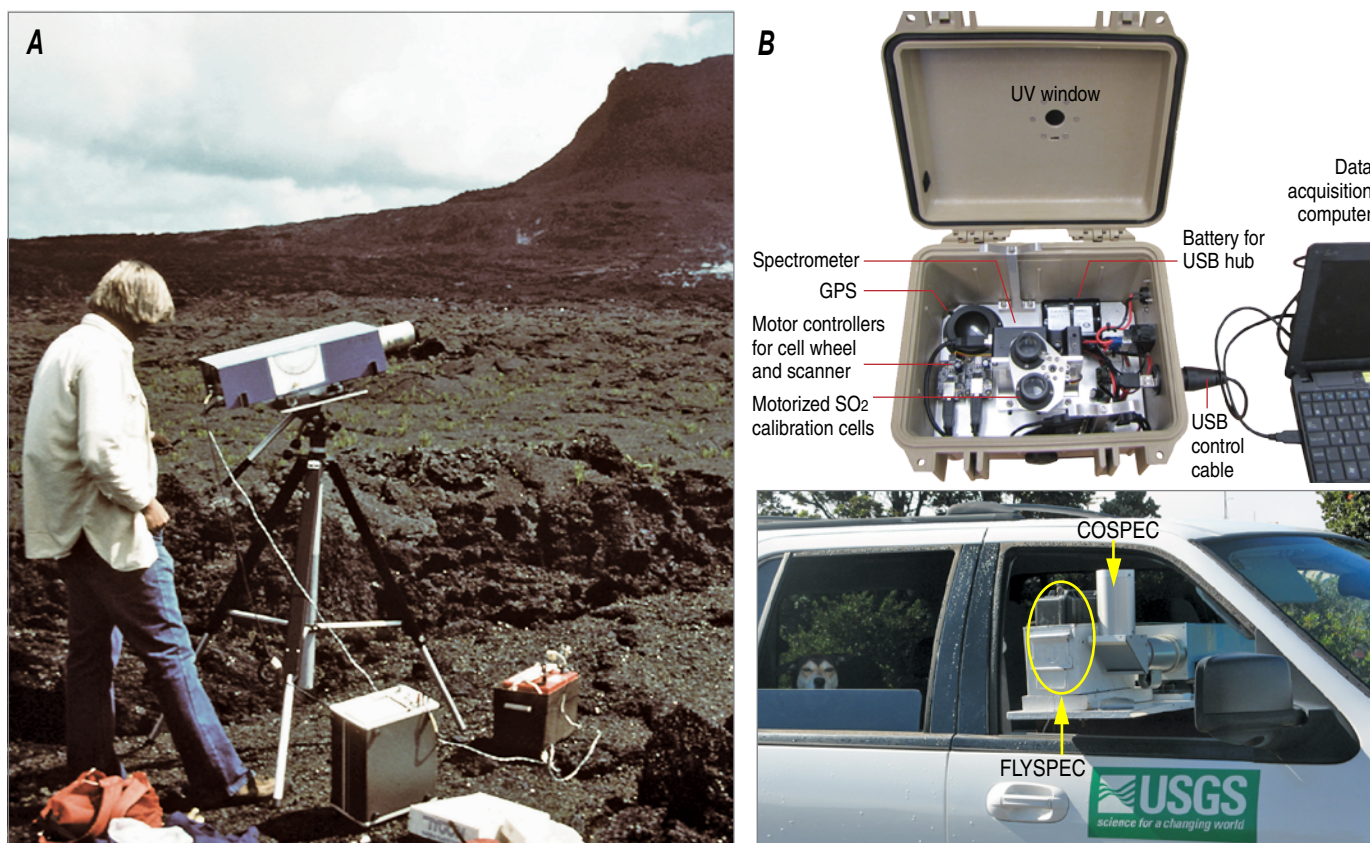 A
B
UV window
Data
acquisition
computer
Battery for
USB hub
Spectrometer
GPS
Motor controllers
for cell wheel
and scanner
Motorized SO2
calibration cells
USB
control
cable
COSPEC
FLYSPEC
USGS
science for a changing world